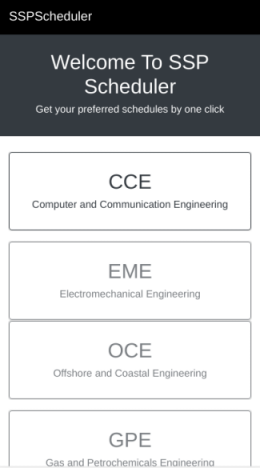 SSPScheduler
Welcome To SSP
Scheduler
Get your preferred schedules by one click
CCE
Computer and Communication Engineering
EME
Electromechanical Engineering
OCE
Offshore and Coastal Engineering
GPE
Gas and Petrochemicals Engineering